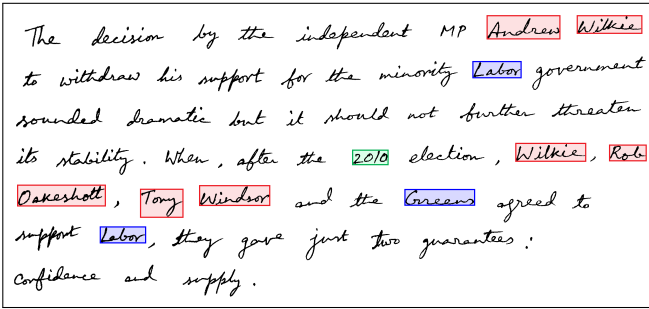 The decision by the independent MP Andrew Wilkie
to withdraw his support for the minority Labor government
sounded dramatic but it should not further threaten
its stability. When, after the 2010 election, Wilkie, Rob
Oakeshott, Tony Windsor and the Greens agreed to
support Labor, they gave just two guarantees:
confidence and supply.